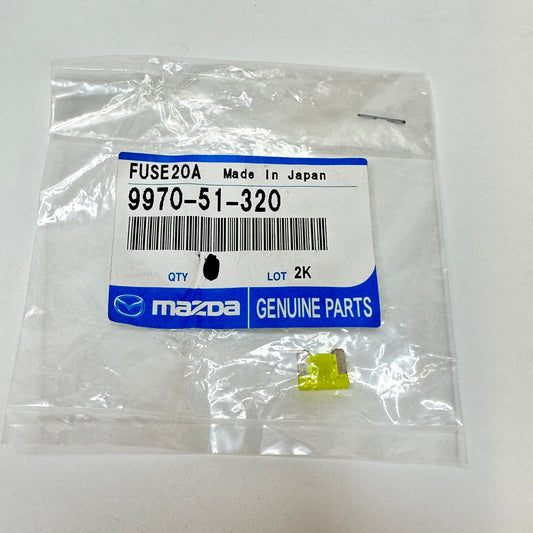 FUSE20A Made In Japan
9970-51-320
QTY LOT 2K
mazda GENUINE PARTS